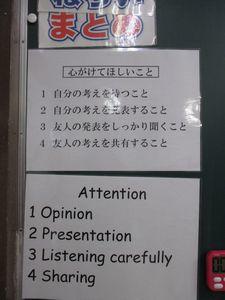 まとめ
心がけてほしいこと
1 自分の考えを持つこと
2 自分の考えを発表すること
3 友人の発表をしっかり聞くこと
4 友人の考えを共有すること
Attention
1 Opinion
2 Presentation
3 Listening carefully
4 Sharing